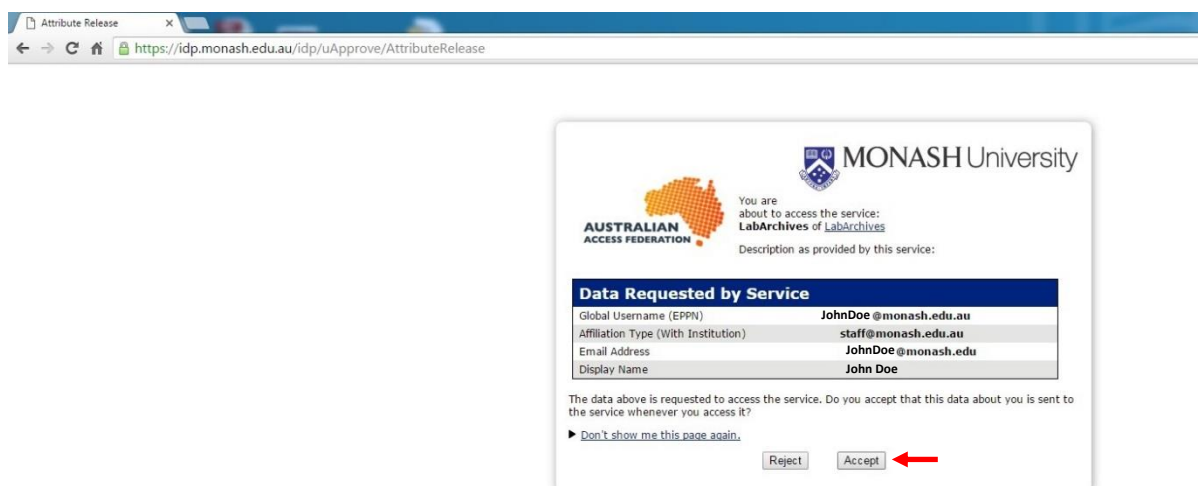 Attribute Release
https://idp.monash.edu.au/idp/uApprove/AttributeRelease
MONASH University
AUSTRALIAN
ACCESS FEDERATION
You are
about to access the service:
LabArchives of LabArchives
Description as provided by this service:
Data Requested by Service
Global Username (EPPN) JohnDoe @monash.edu.au
Affiliation Type (With Institution) staff@monash.edu.au
Email Address JohnDoe @monash.edu
Display Name John Doe
The data above is requested to access the service. Do you accept that this data about you is sent to
the service whenever you access it?
Don't show me this page again.
Reject Accept